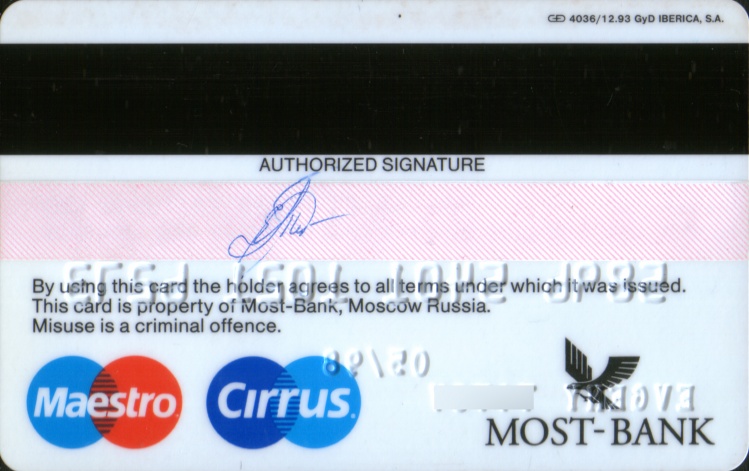 GD 4036/12.93 GyD IBERICA, S.A.
AUTHORIZED SIGNATURE
By using this card the holder agrees to all terms under which it was issued.
This card is property of Most-Bank, Moscow Russia.
Misuse is a criminal offence.
Maestro
Cirrus
MOST-BANK